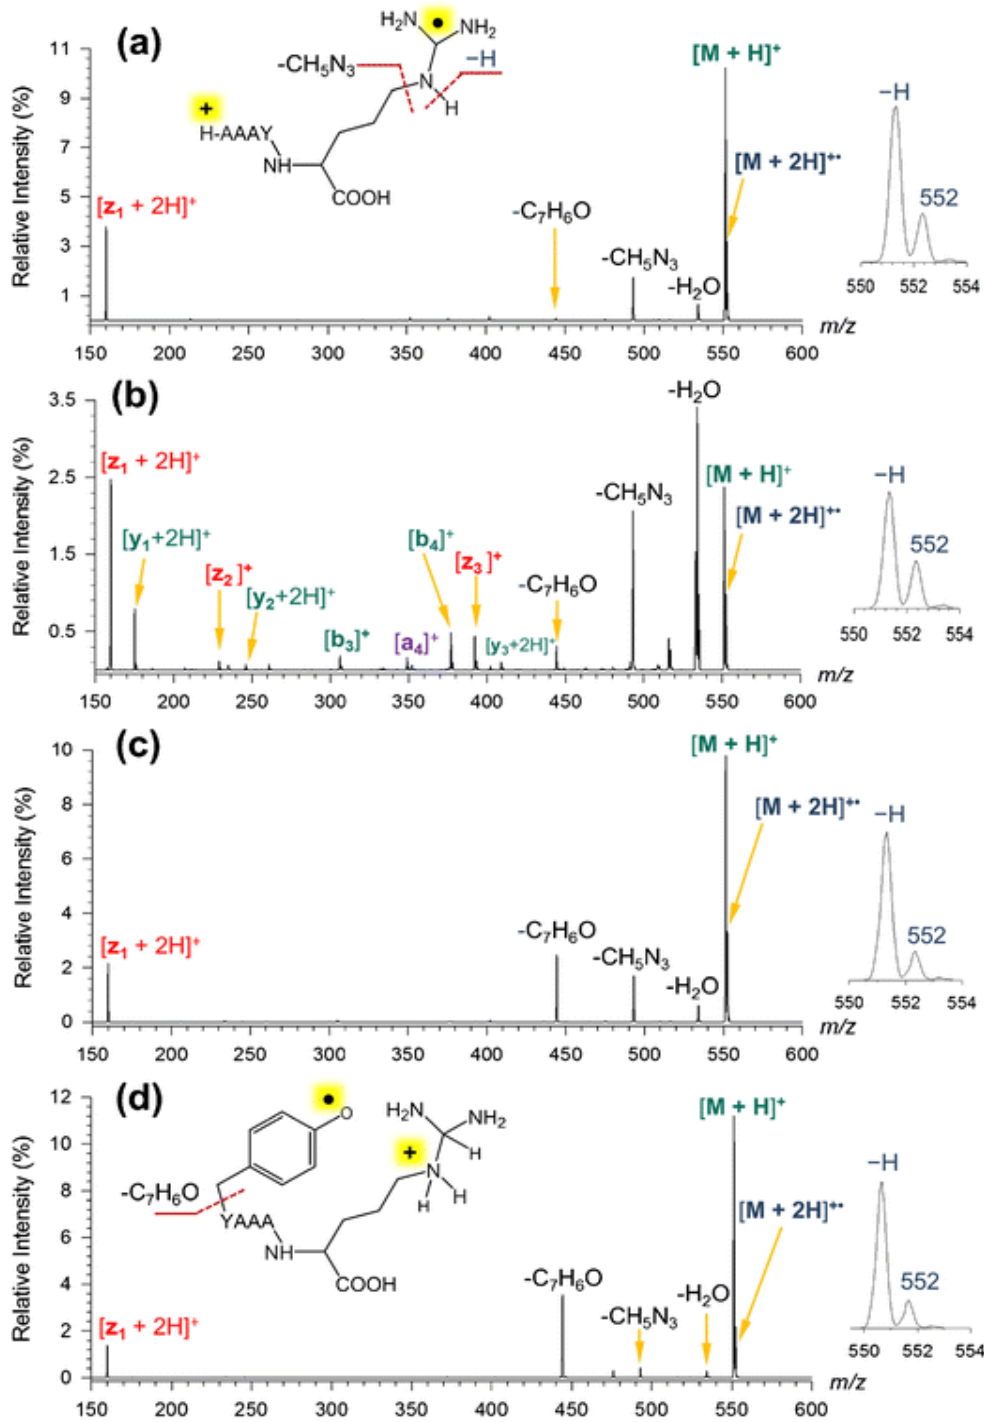 (a)
H₂N
•
NH₂
-CH₅N₃
N
−H
H
+
H-AAAY
NH
COOH
[M + H]⁺
−H
[M + 2H]⁺•
552
[z₁ + 2H]⁺
-C₇H₆O
-CH₅N₃
-H₂O
Relative Intensity (%)
11
9
7
5
3
1
150 200 250 300 350 400 450 500 550 600
m/z
550 552 554
(b)
-H₂O
[z₁ + 2H]⁺
[y₁+2H]⁺
[z₂]⁺
[y₂+2H]⁺
[b₃]⁺
[a₄]⁺
[b₄]⁺
[z₃]⁺
[y₃+2H]⁺
-C₇H₆O
-CH₅N₃
[M + H]⁺
[M + 2H]⁺•
−H
552
Relative Intensity (%)
3.5
2.5
1.5
0.5
150 200 250 300 350 400 450 500 550 600
m/z
550 552 554
(c)
[M + H]⁺
[M + 2H]⁺•
−H
552
[z₁ + 2H]⁺
-C₇H₆O
-CH₅N₃
-H₂O
Relative Intensity (%)
10
8
6
4
2
0
150 200 250 300 350 400 450 500 550 600
m/z
550 552 554
(d)
•
O
H₂N
NH₂
H
+
N
H H
-C₇H₆O
YAAA
NH
COOH
[M + H]⁺
−H
[M + 2H]⁺•
552
[z₁ + 2H]⁺
-C₇H₆O
-CH₅N₃
-H₂O
Relative Intensity (%)
12
10
8
6
4
2
0
150 200 250 300 350 400 450 500 550 600
m/z
550 552 554